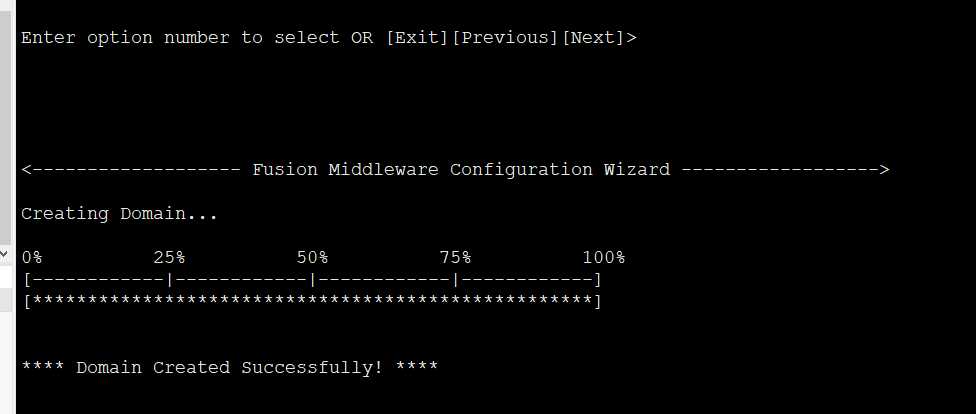 Enter option number to select OR [Exit][Previous][Next]>
<------------------- Fusion Middleware Configuration Wizard ------------------>
Creating Domain...
0%          25%          50%          75%          100%
[------------|------------|------------|------------]
[***************************************************]
**** Domain Created Successfully! ****